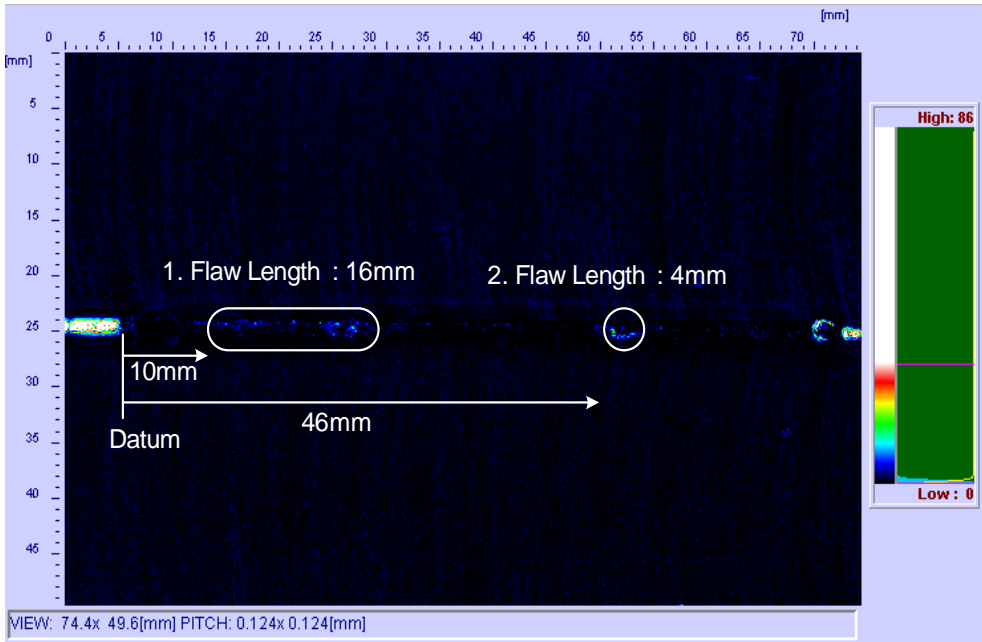 [mm]
0 5 10 15 20 25 30 35 40 45 50 55 60 65 70
[mm]
5
10
15
20
25
30
35
40
45
High: 86
1. Flaw Length : 16mm
2. Flaw Length : 4mm
10mm
46mm
Datum
Low : 0
VIEW: 74.4x 49.6[mm] PITCH: 0.124x 0.124[mm]